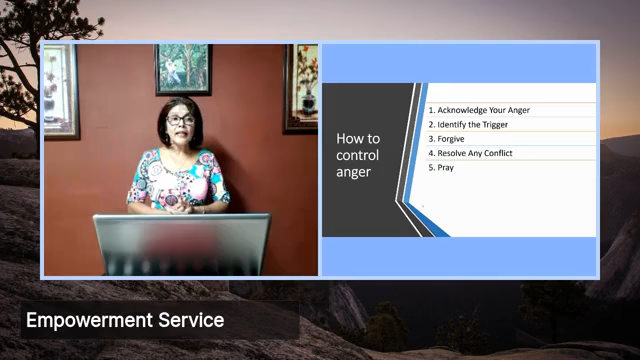 How to
control
anger
1. Acknowledge Your Anger
2. Identify the Trigger
3. Forgive
4. Resolve Any Conflict
5. Pray
Empowerment Service